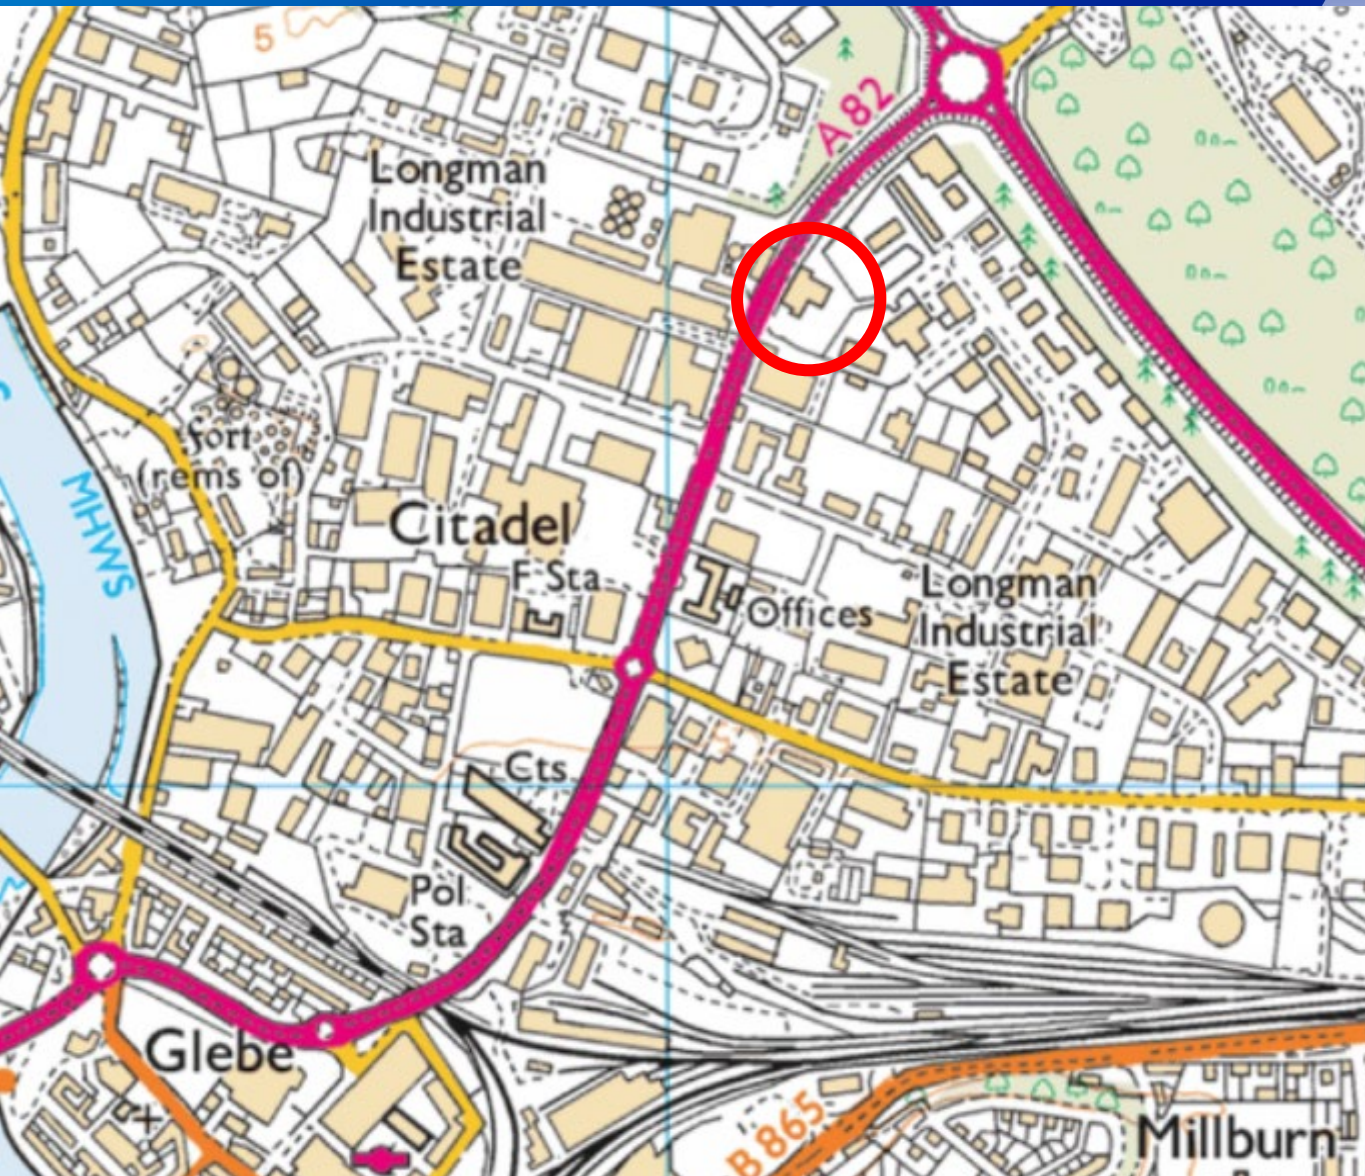 5
A 82
Longman
Industrial
Estate
fort
(rems of)
MHWS
Citadel
F Sta
Offices
Longman
Industrial
Estate
5
Cts
Pol
Sta
Glebe
B 865
Millburn